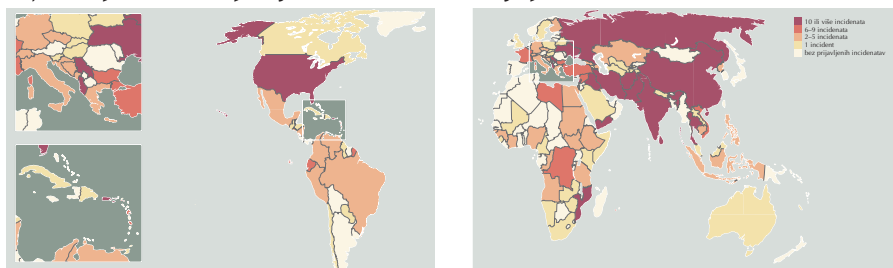 10 ili više incidenata
6–9 incidenata
2–5 incidenata
1 incident
bez prijavljenih incidenatav